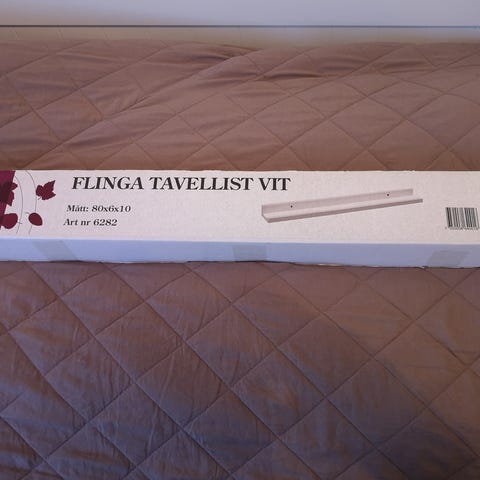 FLINGA TAVELLIST VIT
Mått: 80x6x10
Art nr 6282